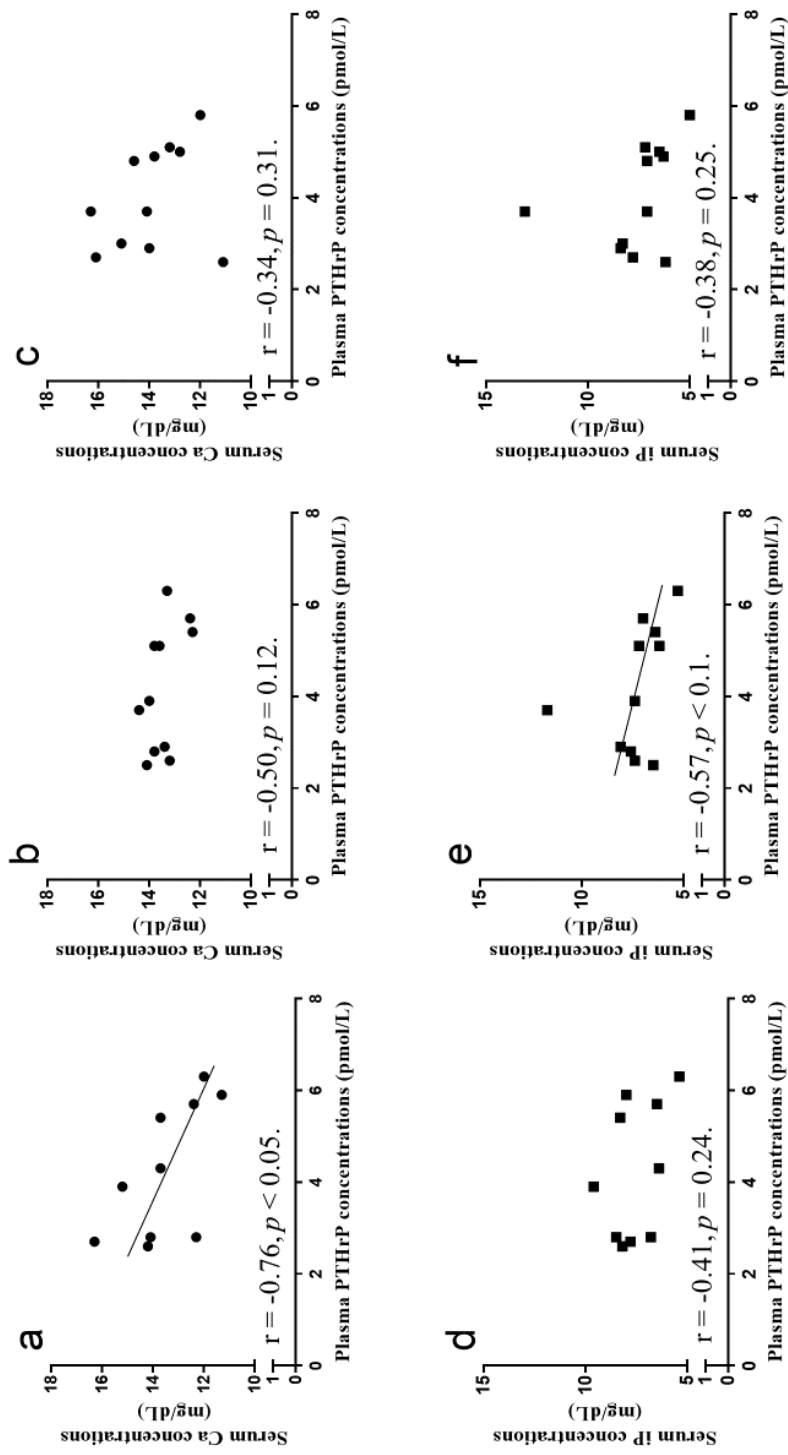 a
Serum Ca concentrations
(mg/dL)
18
16
14
12
10
1
0
r = -0.76, p < 0.05.
0 2 4 6 8
Plasma PTHrP concentrations (pmol/L)
b
Serum Ca concentrations
(mg/dL)
18
16
14
12
10
1
0
r = -0.50, p = 0.12.
0 2 4 6 8
Plasma PTHrP concentrations (pmol/L)
c
Serum Ca concentrations
(mg/dL)
18
16
14
12
10
1
0
r = -0.34, p = 0.31.
0 2 4 6 8
Plasma PTHrP concentrations (pmol/L)
d
Serum iP concentrations
(mg/dL)
15
10
5
1
0
r = -0.41, p = 0.24.
0 2 4 6 8
Plasma PTHrP concentrations (pmol/L)
e
Serum iP concentrations
(mg/dL)
15
10
5
1
0
r = -0.57, p < 0.1.
0 2 4 6 8
Plasma PTHrP concentrations (pmol/L)
f
Serum iP concentrations
(mg/dL)
15
10
5
1
0
r = -0.38, p = 0.25.
0 2 4 6 8
Plasma PTHrP concentrations (pmol/L)